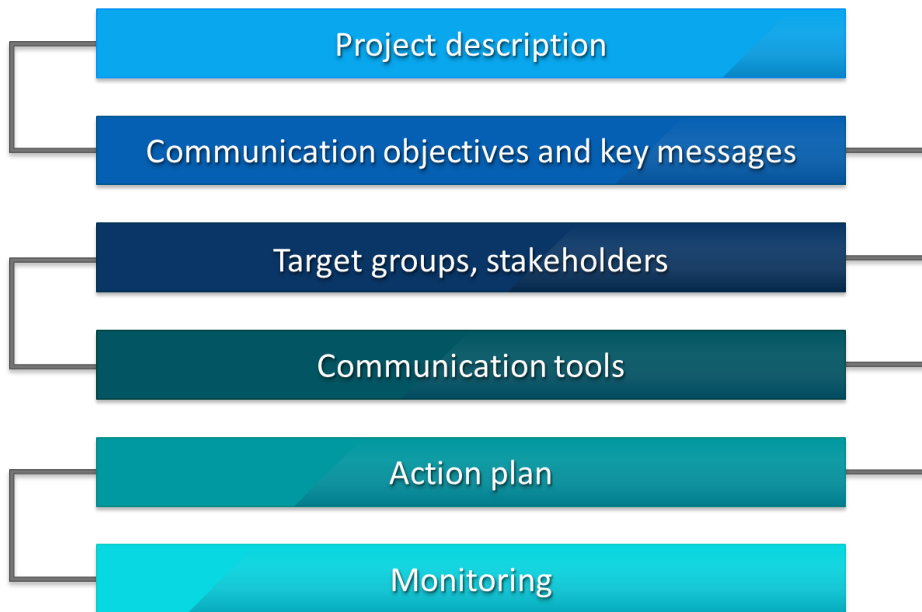 Project description
Communication objectives and key messages
Target groups, stakeholders
Communication tools
Action plan
Monitoring